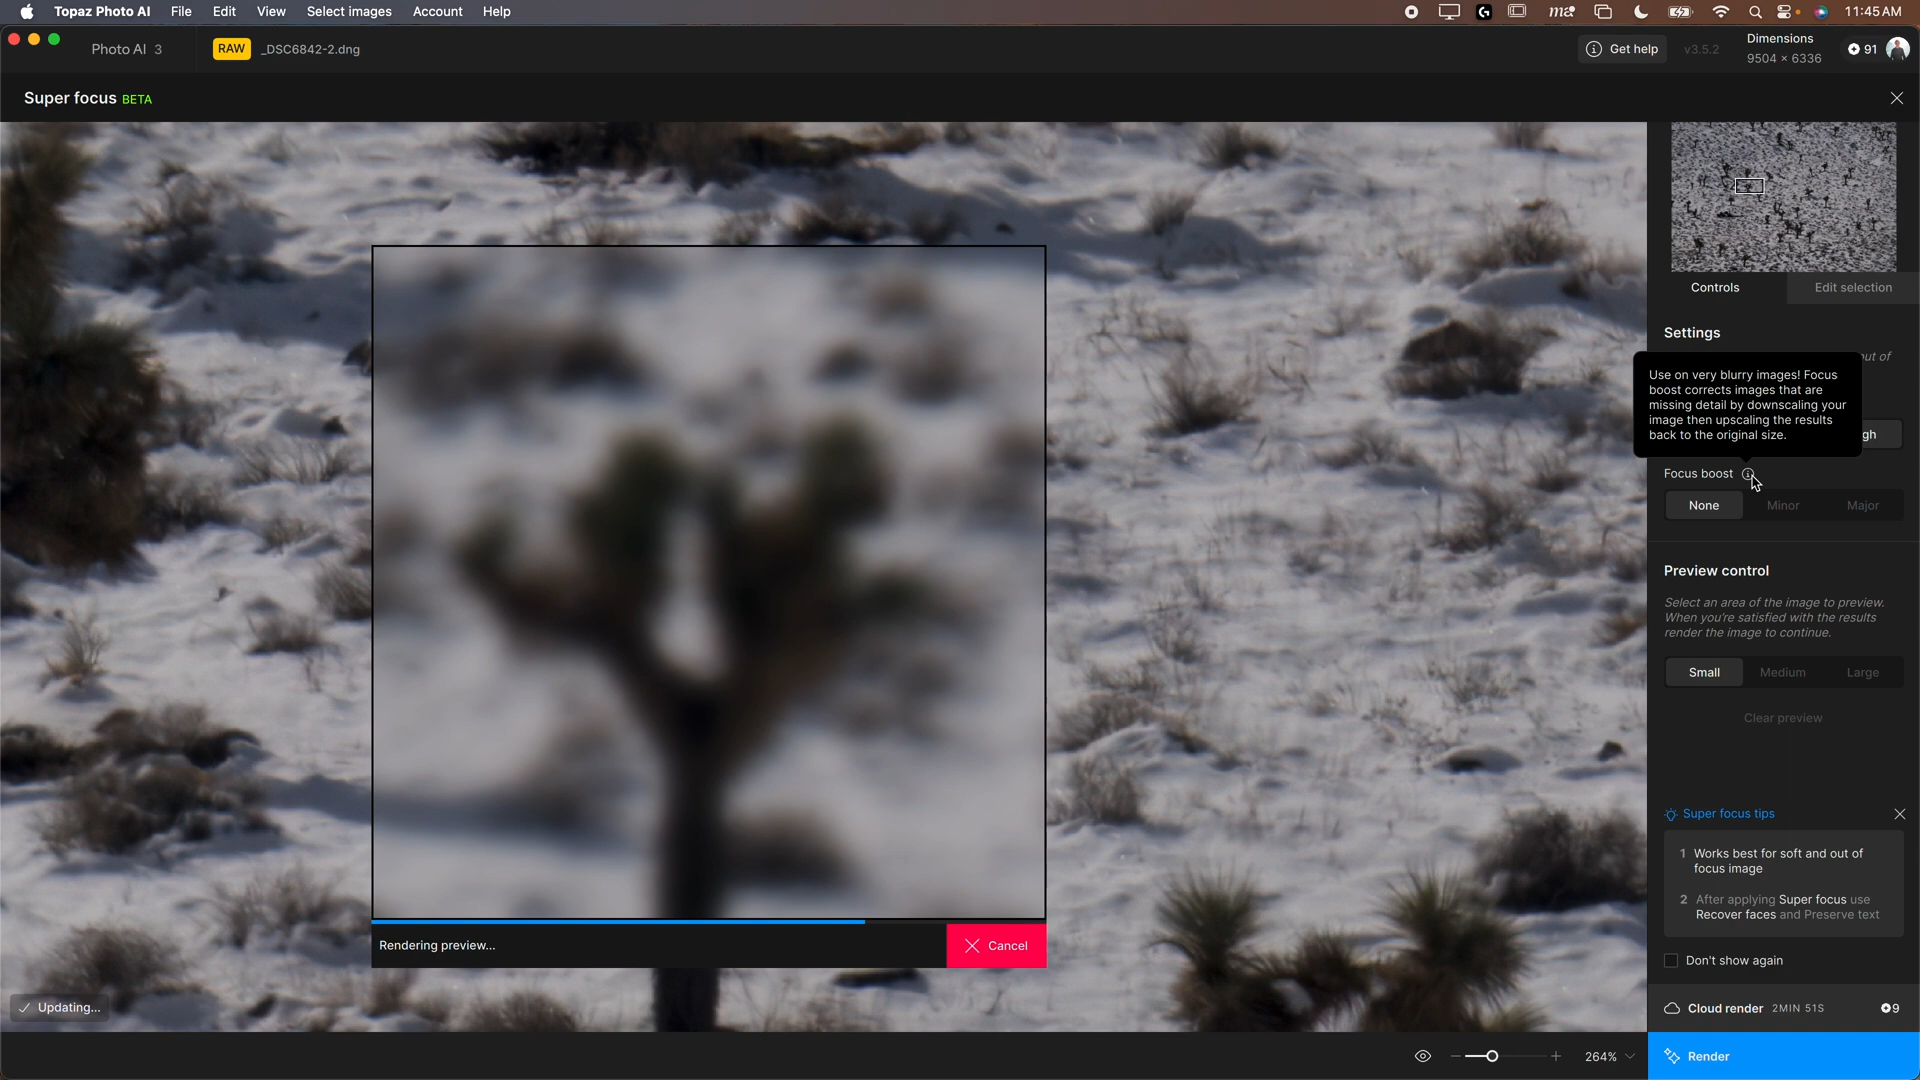 Topaz Photo AI File Edit View Select images Account Help
11:45 AM
Photo AI 3
RAW _DSC6842-2.dng
Get help
v3.5.2
Dimensions
9504 × 6336
91
Super focus BETA
Controls
Edit selection
Settings
out of
Use on very blurry images! Focus
boost corrects images that are
missing detail by downscaling your
image then upscaling the results
back to the original size.
gh
Focus boost
None Minor Major
Preview control
Select an area of the image to preview.
When you're satisfied with the results
render the image to continue.
Small Medium Large
Clear preview
Super focus tips
1 Works best for soft and out of
focus image
2 After applying Super focus use
Recover faces and Preserve text
Don't show again
Rendering preview...
Cancel
Updating...
Cloud render 2MIN 51S
9
264%
Render